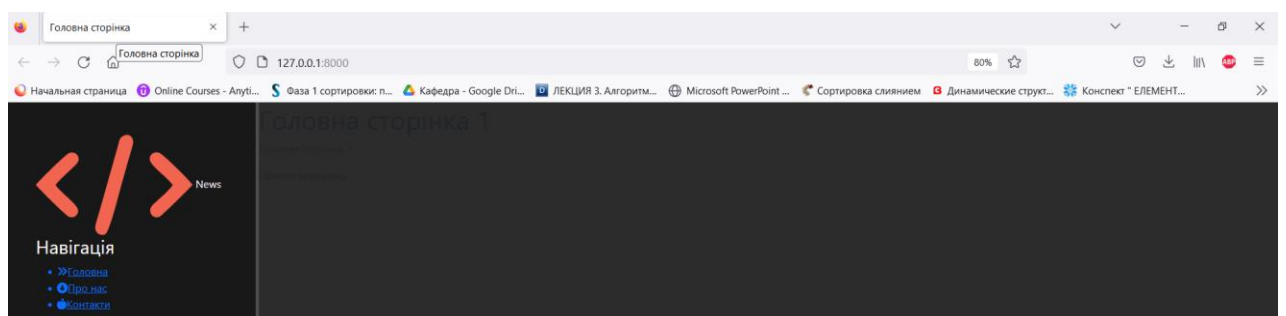 Головна сторінка
Головна сторінка
127.0.0.1:8000
80%
Начальная страница Online Courses - Anyti... Фаза 1 сортировки: п... Кафедра - Google Dri... ЛЕКЦИЯ 3. Алгоритм... Microsoft PowerPoint ... Сортировка слиянием Динамические структ... Конспект " ЕЛЕМЕНТ...
Головна сторінка 1
News
Навігація
Головна
Про нас
Контакти